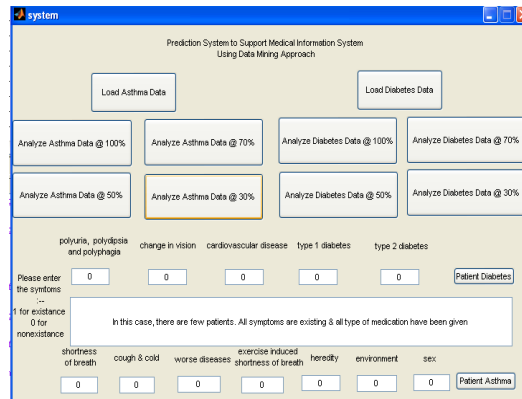 system
Prediction System to Support Medical Information System
Using Data Mining Approach
Load Asthma Data
Load Diabetes Data
Analyze Asthma Data @ 100%
Analyze Asthma Data @ 70%
Analyze Diabetes Data @ 100%
Analyze Diabetes Data @ 70%
Analyze Asthma Data @ 50%
Analyze Asthma Data @ 30%
Analyze Diabetes Data @ 50%
Analyze Diabetes Data @ 30%
polyuria, polydipsia
and polyphagia
change in vision
cardiovascular disease
type 1 diabetes
type 2 diabetes
Please enter
the symtoms
:--
1 for existance
0 for
nonexistance
0
0
0
0
0
Patient Diabetes
In this case, there are few patients. All symptoms are existing & all type of medication have been given
shortness
of breath
cough & cold
worse diseases
exercise induced
shortness of breath
heredity
environment
sex
0
0
0
0
0
0
0
Patient Asthma